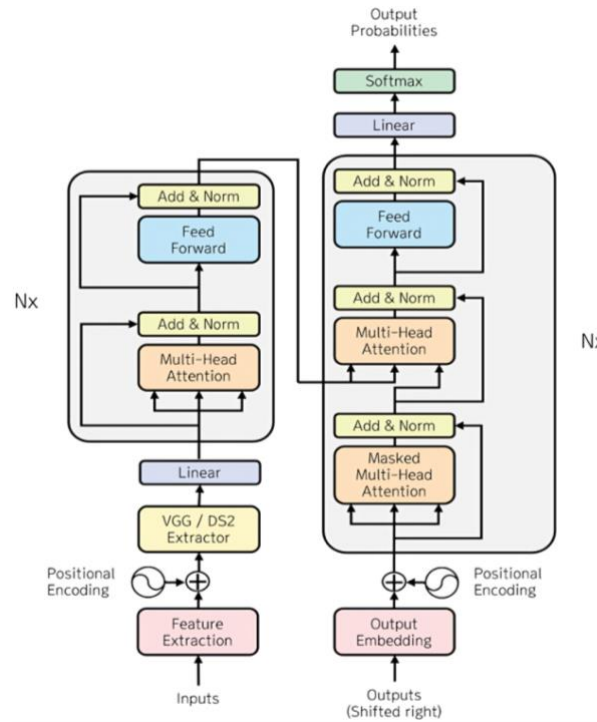 Output
Probabilities
Softmax
Linear
Add & Norm
Feed
Forward
Add & Norm
Multi-Head
Attention
Nx
Linear
VGG / DS2
Extractor
Positional
Encoding
Feature
Extraction
Inputs
Add & Norm
Feed
Forward
Add & Norm
Multi-Head
Attention
Add & Norm
Masked
Multi-Head
Attention
Positional
Encoding
Output
Embedding
Outputs
(Shifted right)